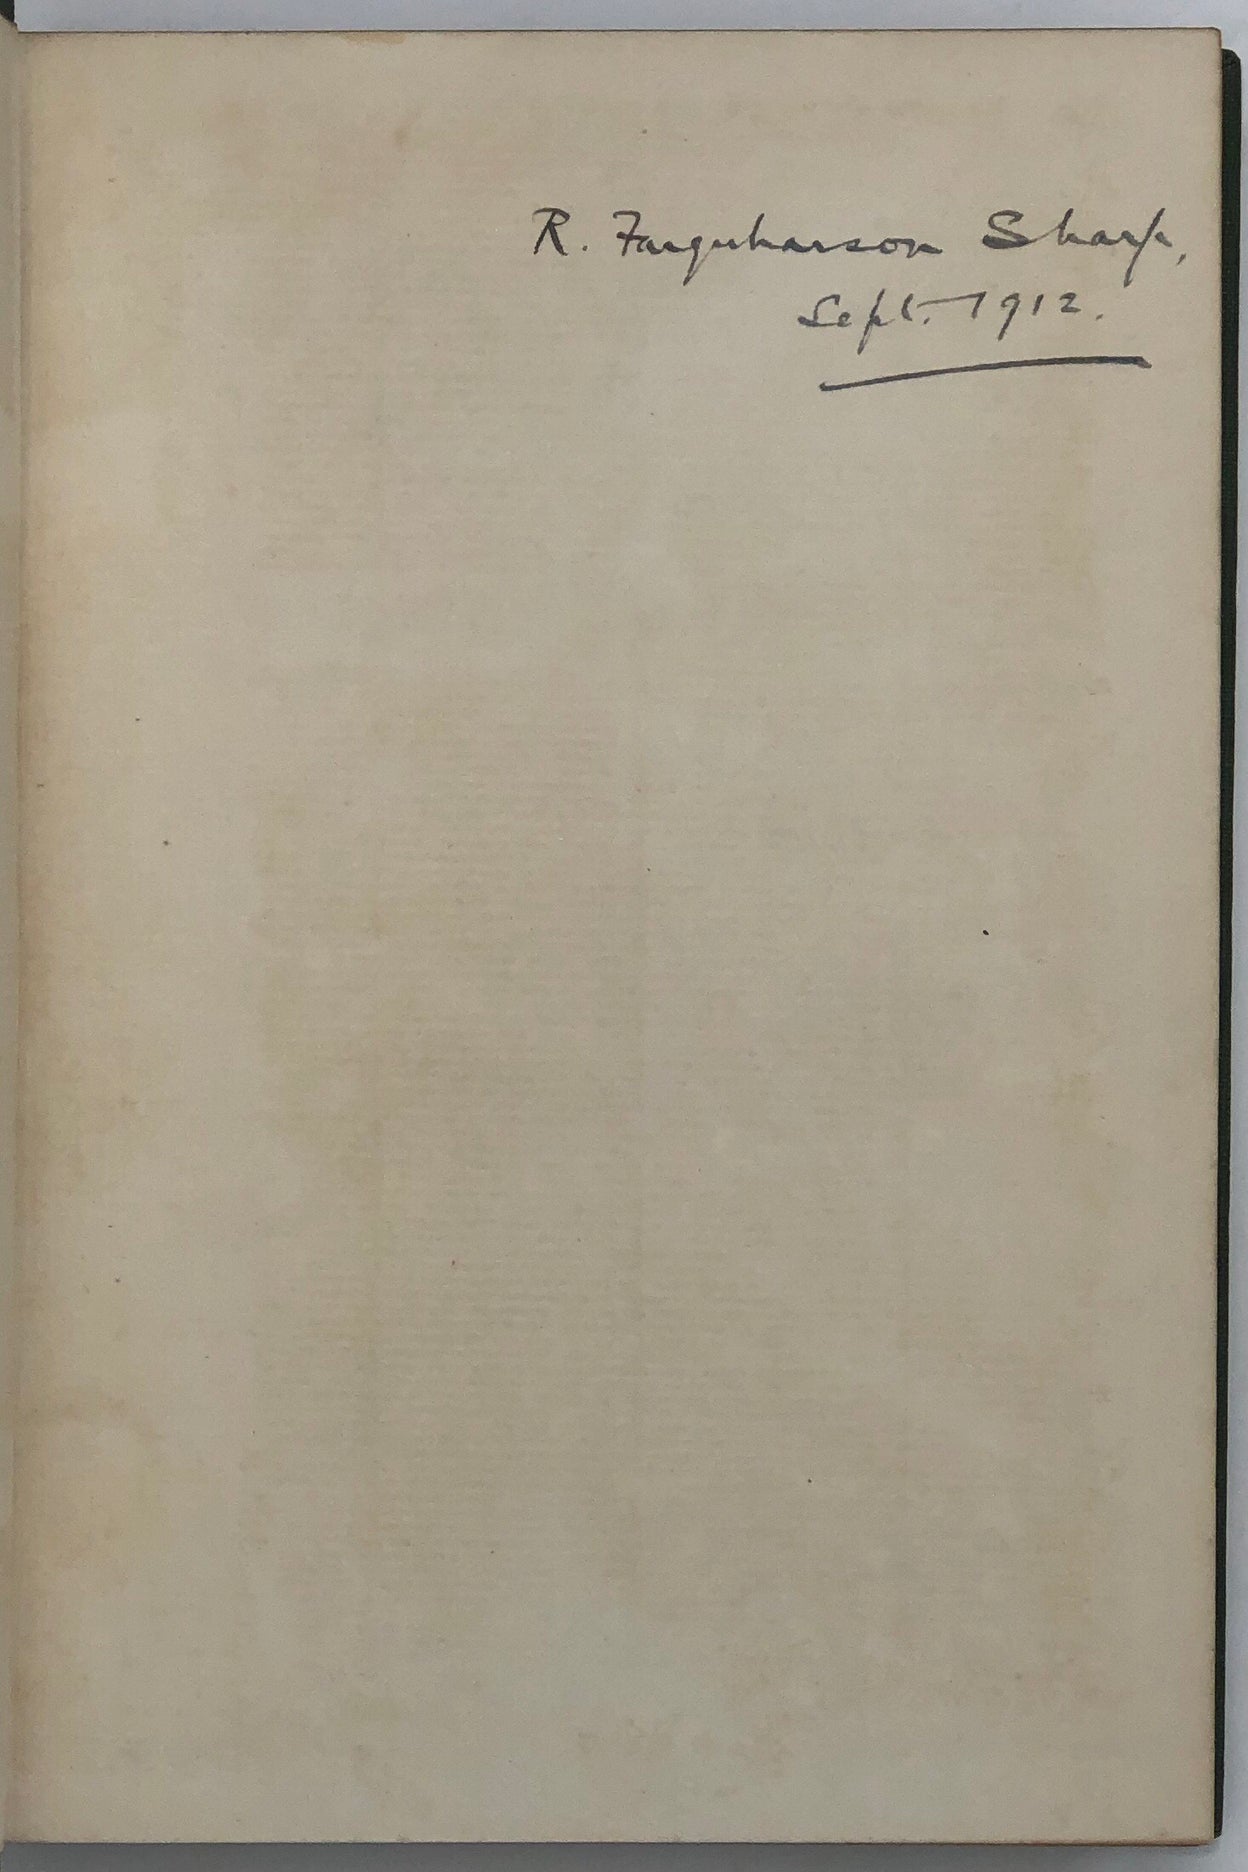 R. Farquharson Sharp,
Sept. 1912.